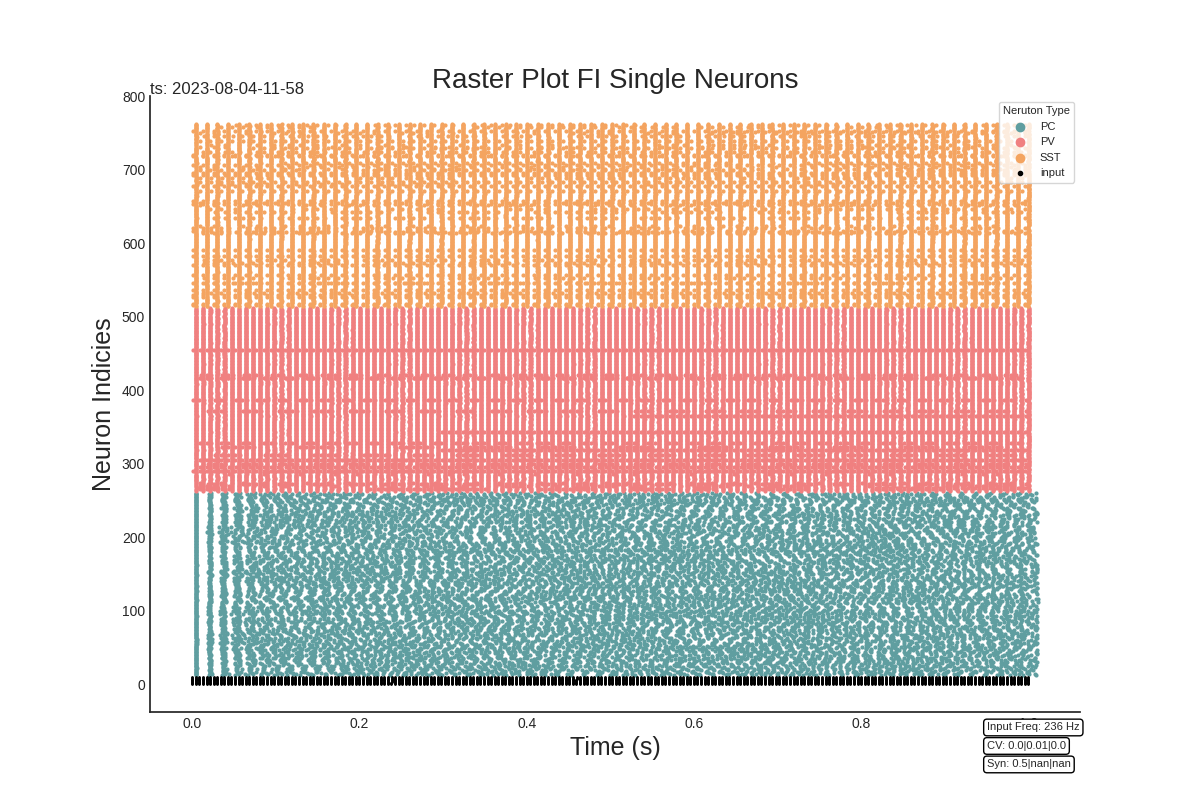 Raster Plot FI Single Neurons
ts: 2023-08-04-11-58
Neruton Type
PC
PV
SST
input
Neuron Indicies
800
700
600
500
400
300
200
100
0
0.0 0.2 0.4 0.6 0.8
Time (s)
Input Freq: 236 Hz
CV: 0.0|0.01|0.0
Syn: 0.5|nan|nan